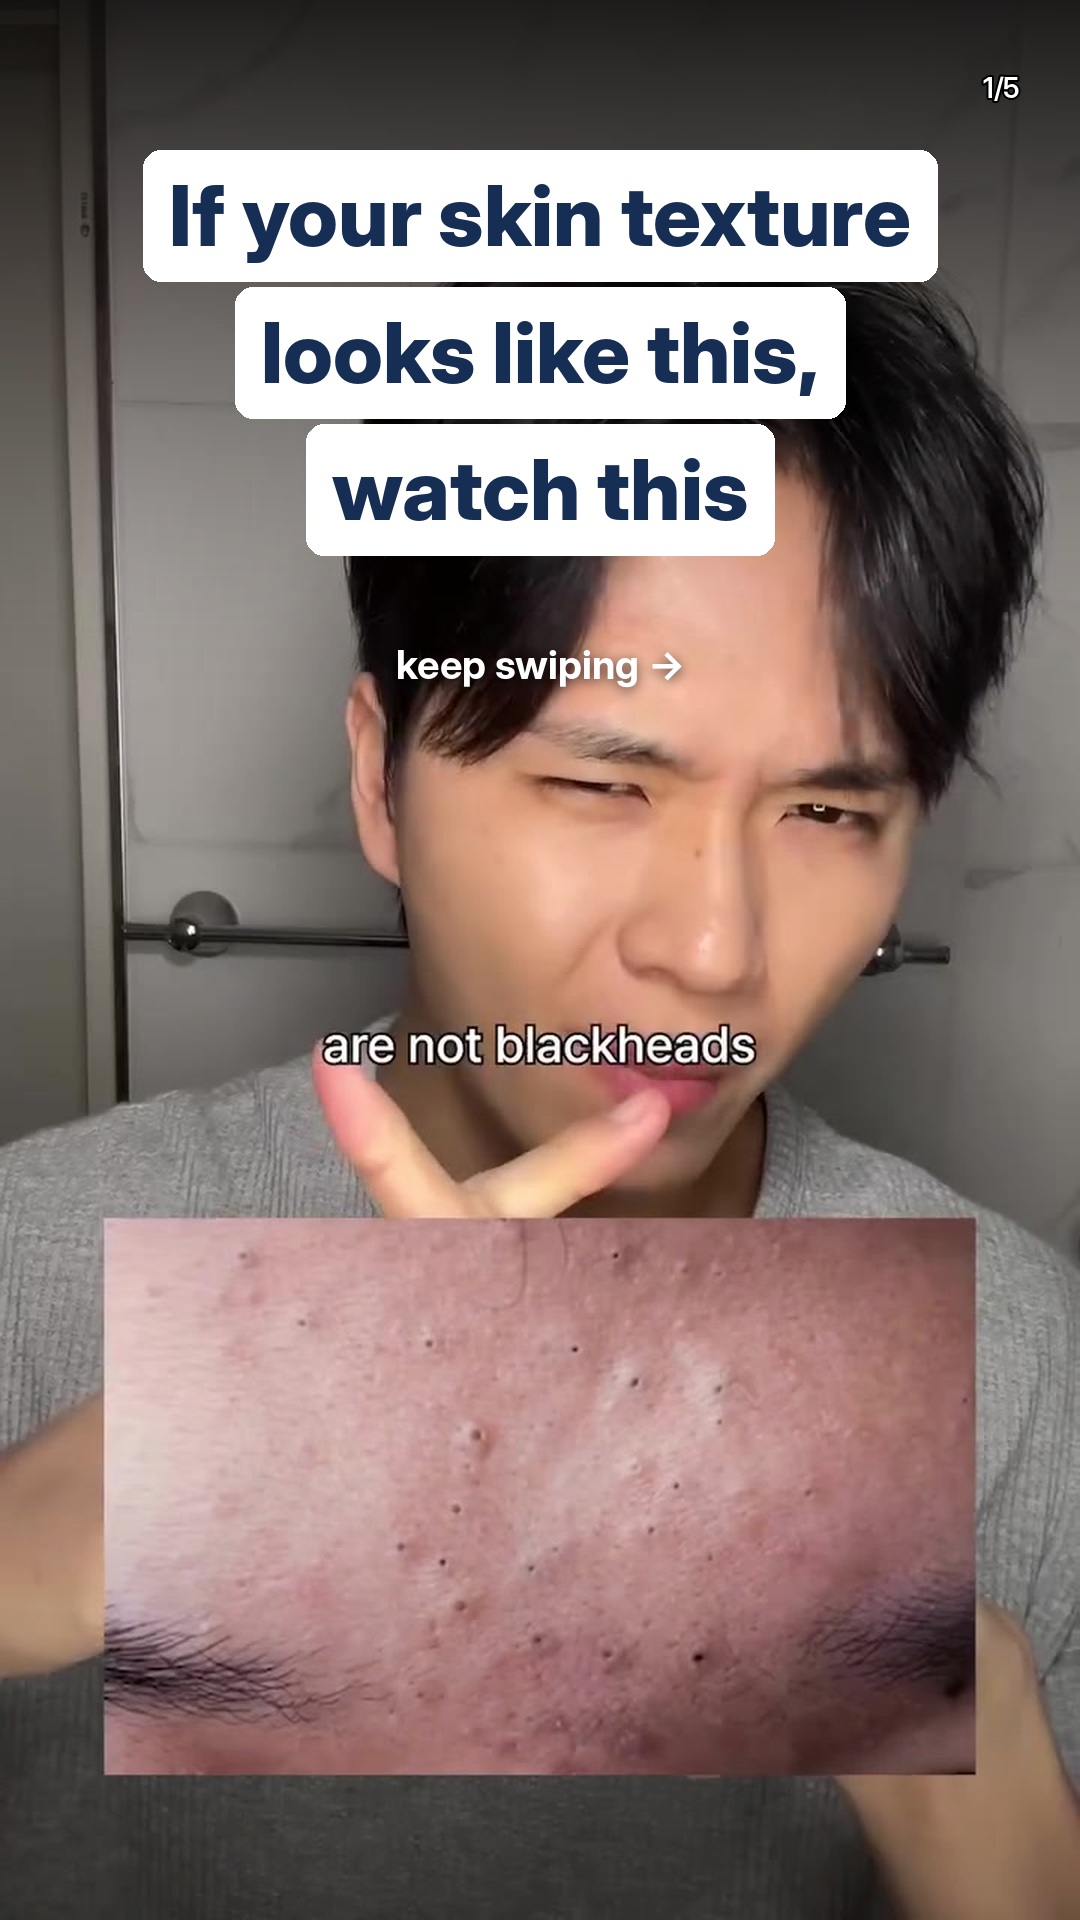 1/5
If your skin texture
looks like this,
watch this
keep swiping →
are not blackheads